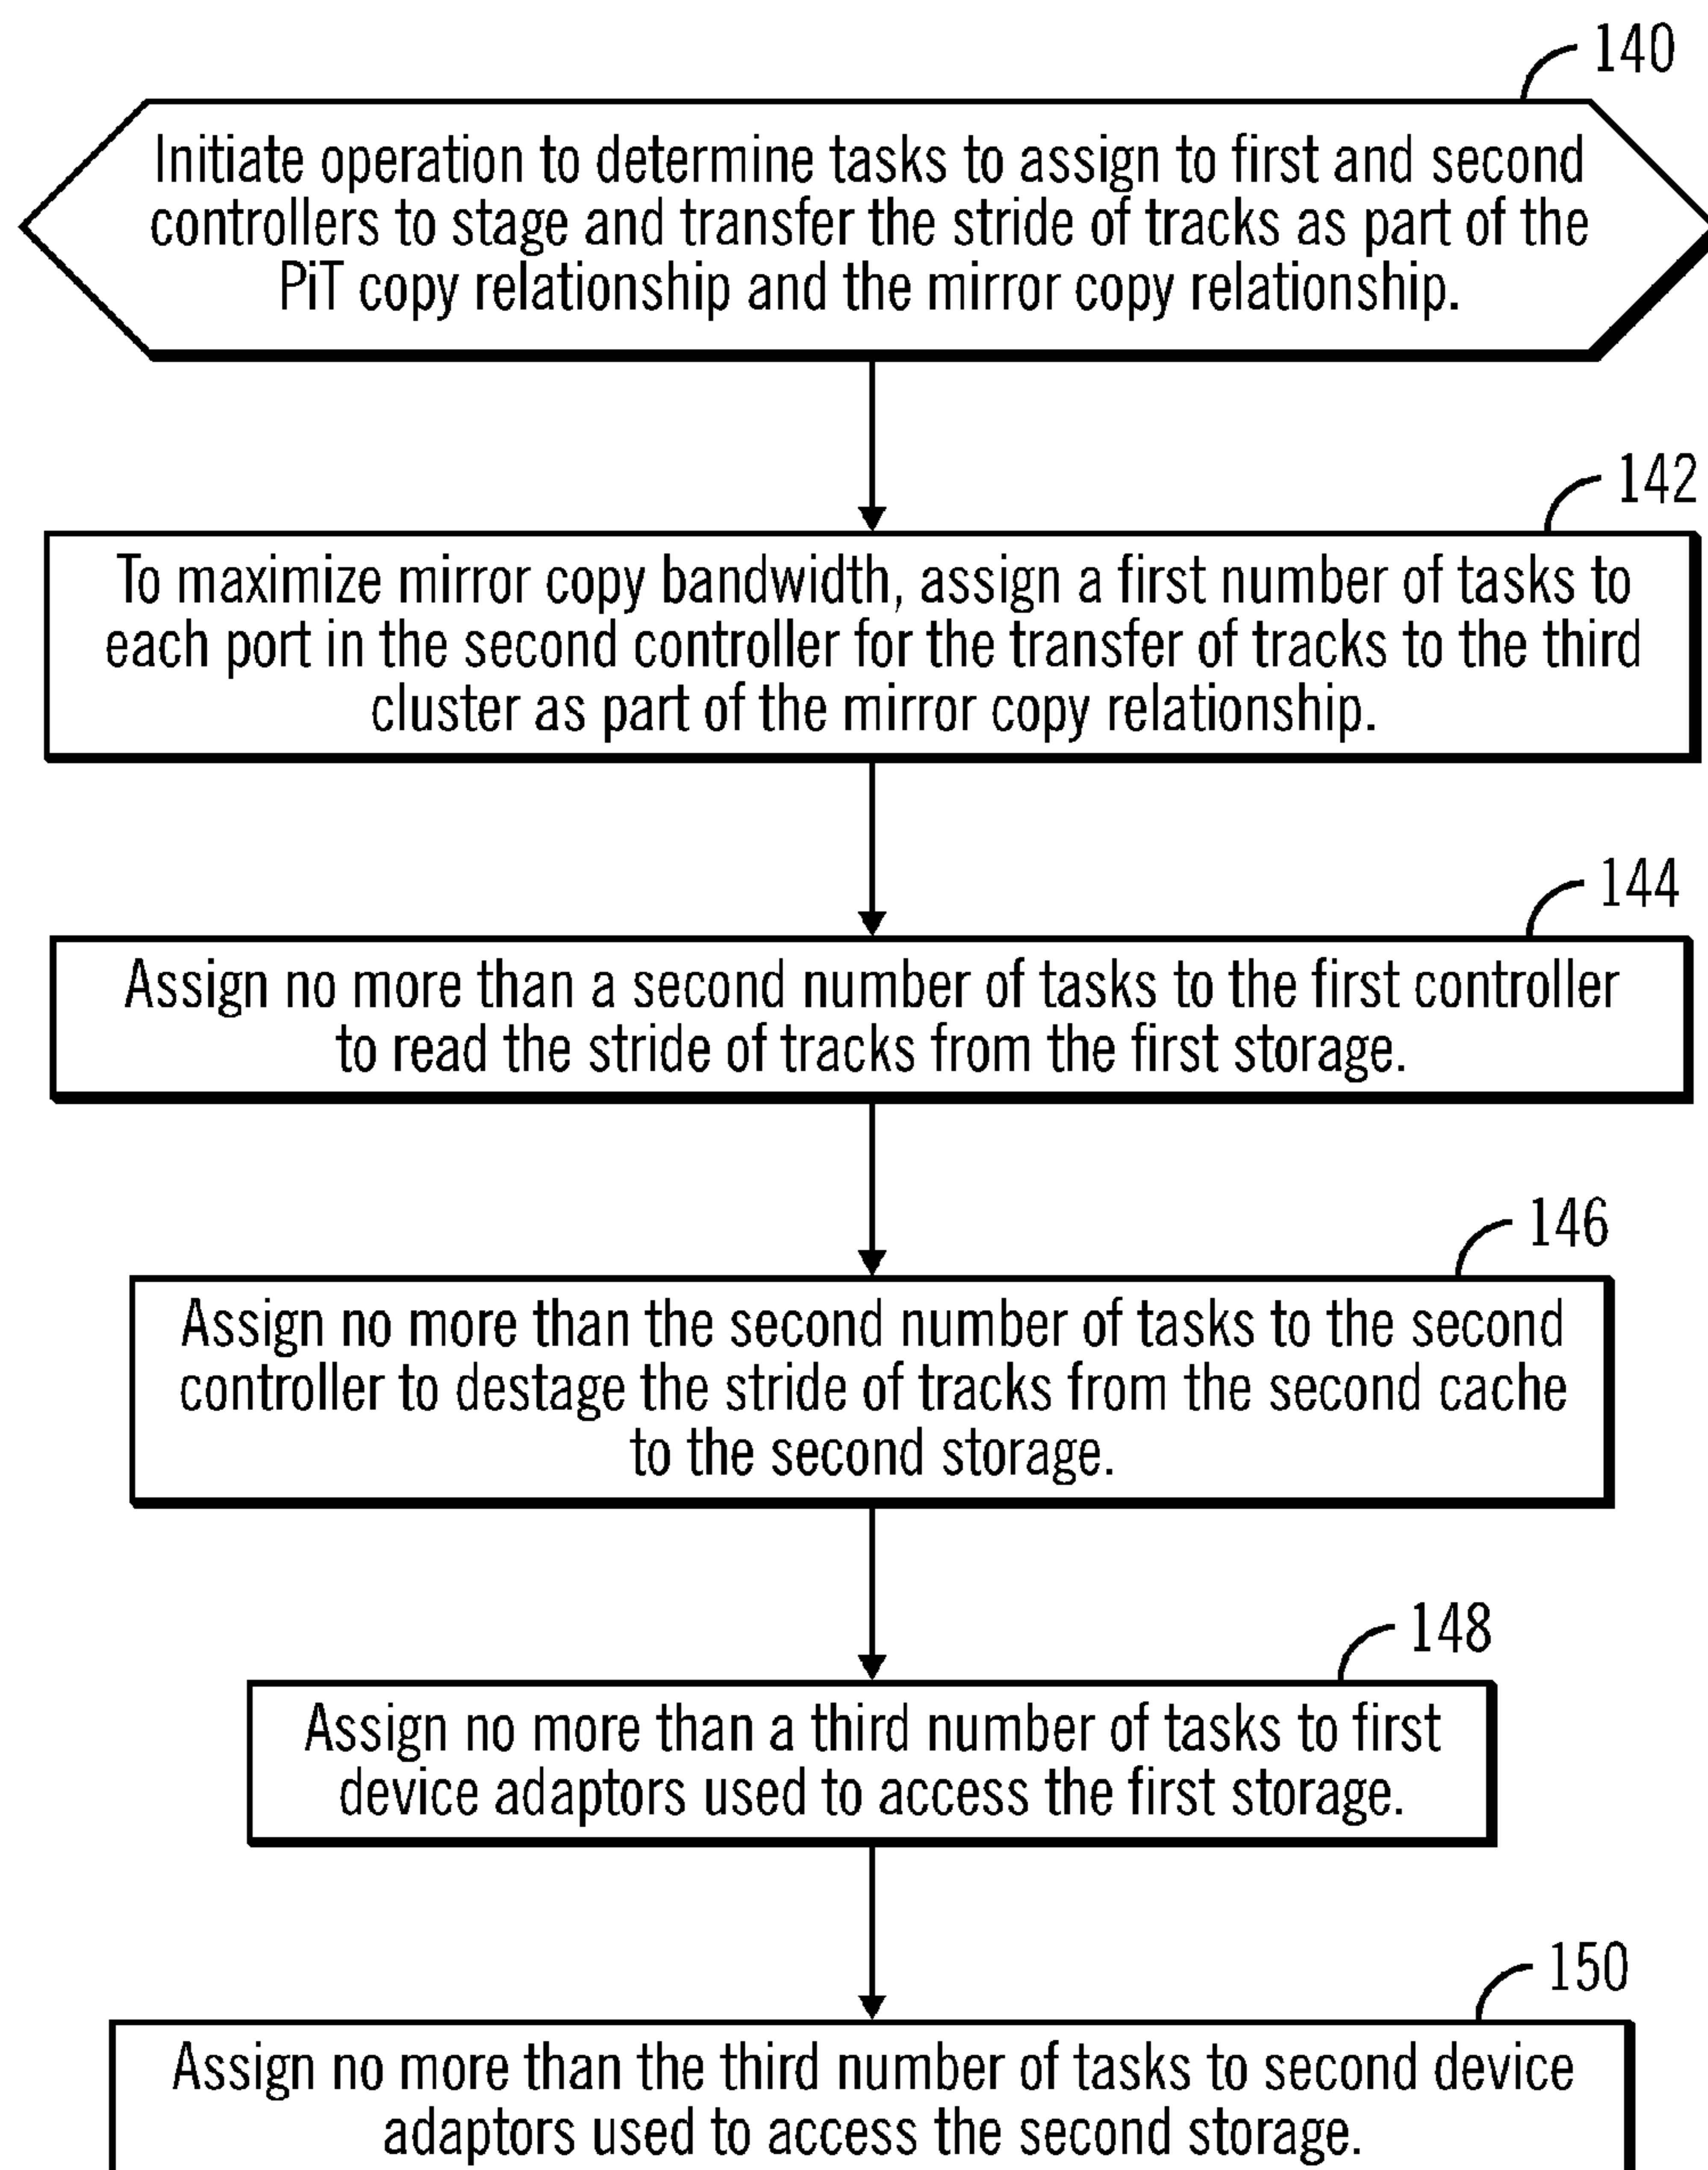 140
Initiate operation to determine tasks to assign to first and second
controllers to stage and transfer the stride of tracks as part of the
PiT copy relationship and the mirror copy relationship.
142
To maximize mirror copy bandwidth, assign a first number of tasks to
each port in the second controller for the transfer of tracks to the third
cluster as part of the mirror copy relationship.
144
Assign no more than a second number of tasks to the first controller
to read the stride of tracks from the first storage.
146
Assign no more than the second number of tasks to the second
controller to destage the stride of tracks from the second cache
to the second storage.
148
Assign no more than a third number of tasks to first
device adaptors used to access the first storage.
150
Assign no more than the third number of tasks to second device
adaptors used to access the second storage.